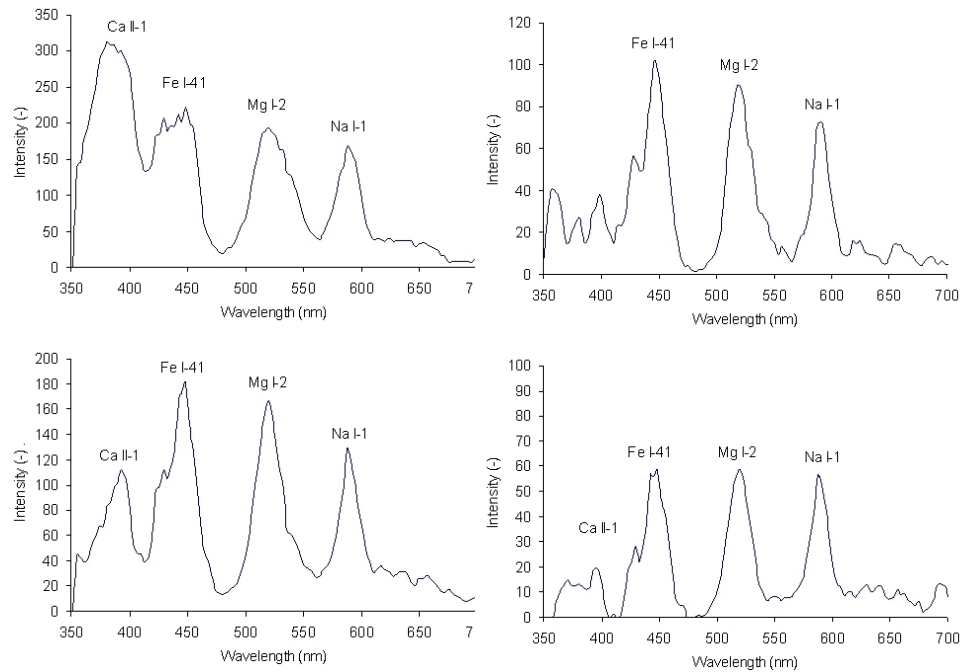 350
300
250
200
150
100
50
0
Intensity (-)
Ca II-1
Fe I-41
Mg I-2
Na I-1
350 400 450 500 550 600 650 7
Wavelength (nm)
120
100
80
60
40
20
0
Intensity (-)
Fe I-41
Mg I-2
Na I-1
350 400 450 500 550 600 650 700
Wavelength (nm)
200
180
160
140
120
100
80
60
40
20
0
Intensity (-) .
Fe I-41
Mg I-2
Na I-1
Ca II-1
350 400 450 500 550 600 650 7
Wavelength (nm)
100
90
80
70
60
50
40
30
20
10
0
Intensity (-)
Fe I-41
Mg I-2
Na I-1
Ca II-1
350 400 450 500 550 600 650 700
Wavelength (nm)